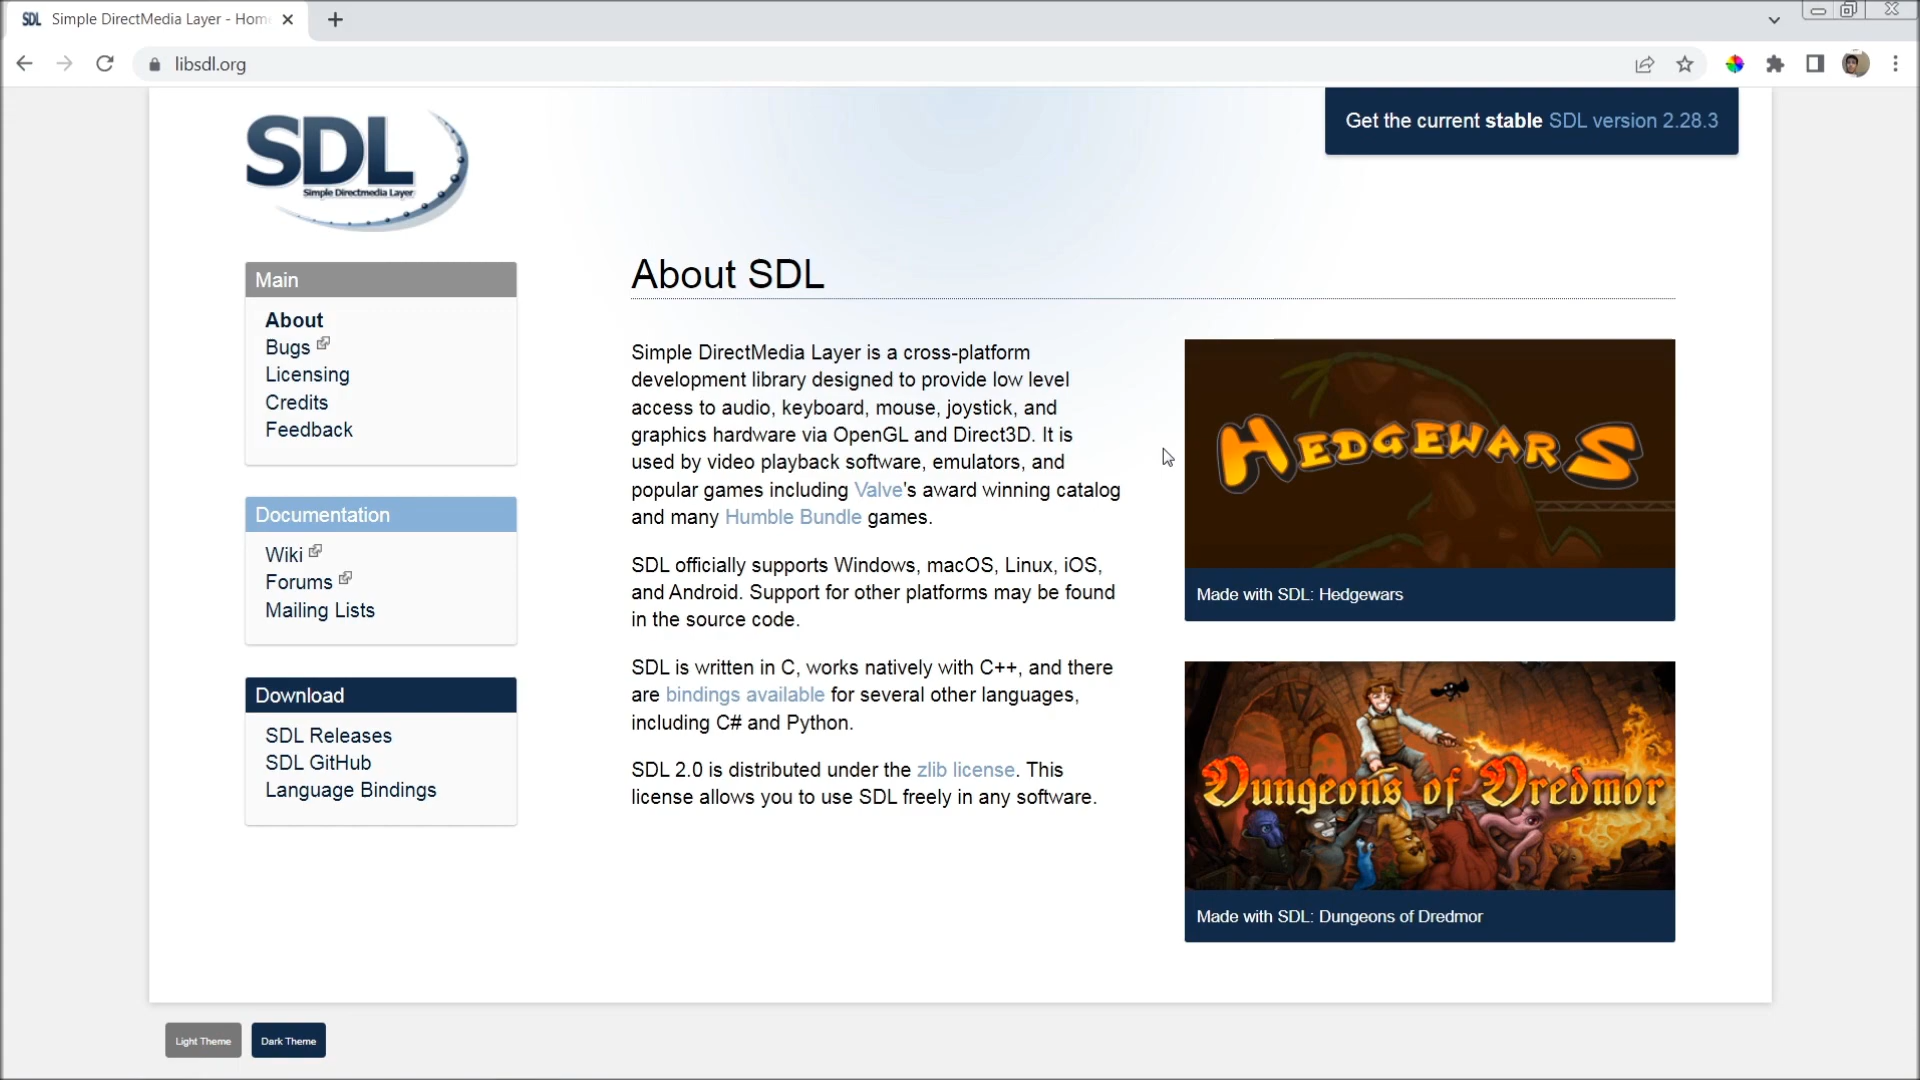 SDL Simple DirectMedia Layer - Hom
libsdl.org
Get the current stable SDL version 2.28.3
SDL
Simple Directmedia Layer
Main
About
Bugs
Licensing
Credits
Feedback
Documentation
Wiki
Forums
Mailing Lists
Download
SDL Releases
SDL GitHub
Language Bindings
About SDL
Simple DirectMedia Layer is a cross-platform
development library designed to provide low level
access to audio, keyboard, mouse, joystick, and
graphics hardware via OpenGL and Direct3D. It is
used by video playback software, emulators, and
popular games including Valve's award winning catalog
and many Humble Bundle games.
SDL officially supports Windows, macOS, Linux, iOS,
and Android. Support for other platforms may be found
in the source code.
SDL is written in C, works natively with C++, and there
are bindings available for several other languages,
including C# and Python.
SDL 2.0 is distributed under the zlib license. This
license allows you to use SDL freely in any software.
HEDGEWARS
Made with SDL: Hedgewars
Dungeons of Dredmor
Made with SDL: Dungeons of Dredmor
Light Theme
Dark Theme